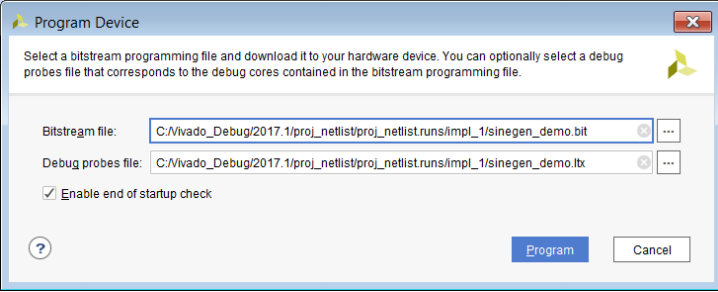 Program Device
Select a bitstream programming file and download it to your hardware device. You can optionally select a debug
probes file that corresponds to the debug cores contained in the bitstream programming file.
Bitstream file: C:/Vivado_Debug/2017.1/proj_netlist/proj_netlist.runs/impl_1/sinegen_demo.bit ...
Debug probes file: C:/Vivado_Debug/2017.1/proj_netlist/proj_netlist.runs/impl_1/sinegen_demo.ltx ...
Enable end of startup check
? Program Cancel